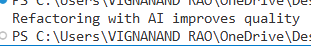 PS C:\Users\VIGNANAND RAO\OneDrive\Des
Refactoring with AI improves quality
PS C:\Users\VIGNANAND RAO\OneDrive\Des